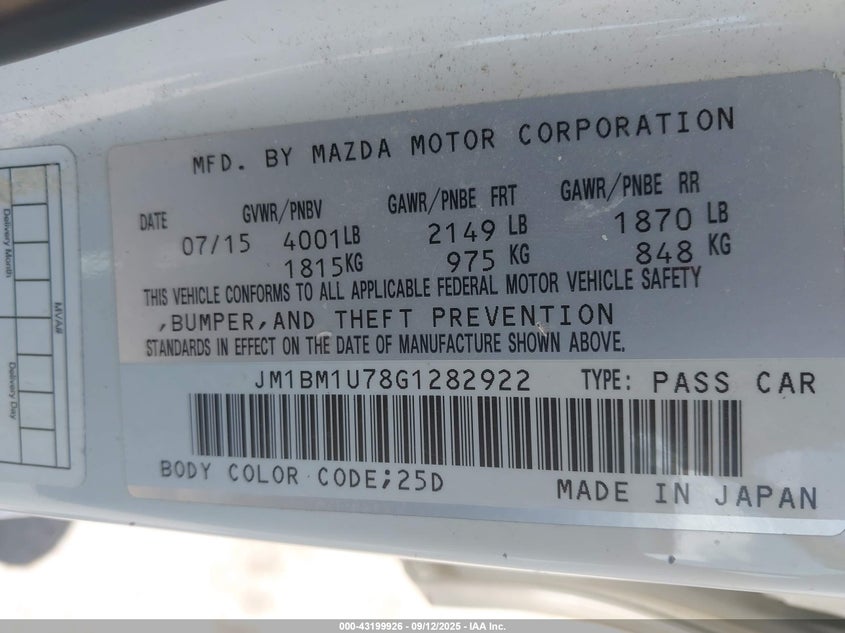 MFD. BY MAZDA MOTOR CORPORATION
DATE GVWR/PNBV GAWR/PNBE FRT GAWR/PNBE RR
07/15 4001LB 2149 LB 1870 LB
1815KG 975 KG 848 KG
THIS VEHICLE CONFORMS TO ALL APPLICABLE FEDERAL MOTOR VEHICLE SAFETY
,BUMPER,AND THEFT PREVENTION
STANDARDS IN EFFECT ON THE DATE OF MANUFACTURE SHOWN ABOVE.
JM1BM1U78G1282922 TYPE: PASS CAR
BODY COLOR CODE;25D
MADE IN JAPAN
Delivery Month
MVA#
Delivery Day
000-43199926 - 09/12/2025 - IAA Inc.